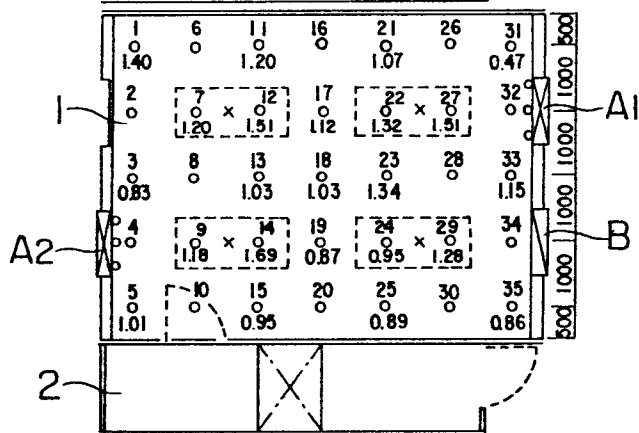 1 6 11 16 21 26 31
1.40 1.20 1.07 0.47
500
2 7 12 17 22 27 32
1.20 1.51 1.12 1.32 1.51
1 A1
1000
1000
3 8 13 18 23 28 33
0.83 1.03 1.03 1.34 1.15
1000
4 9 14 19 24 29 34
1.18 1.69 0.87 0.95 1.28
A2 B
1000
5 10 15 20 25 30 35
1.01 0.95 0.89 0.86
500
2